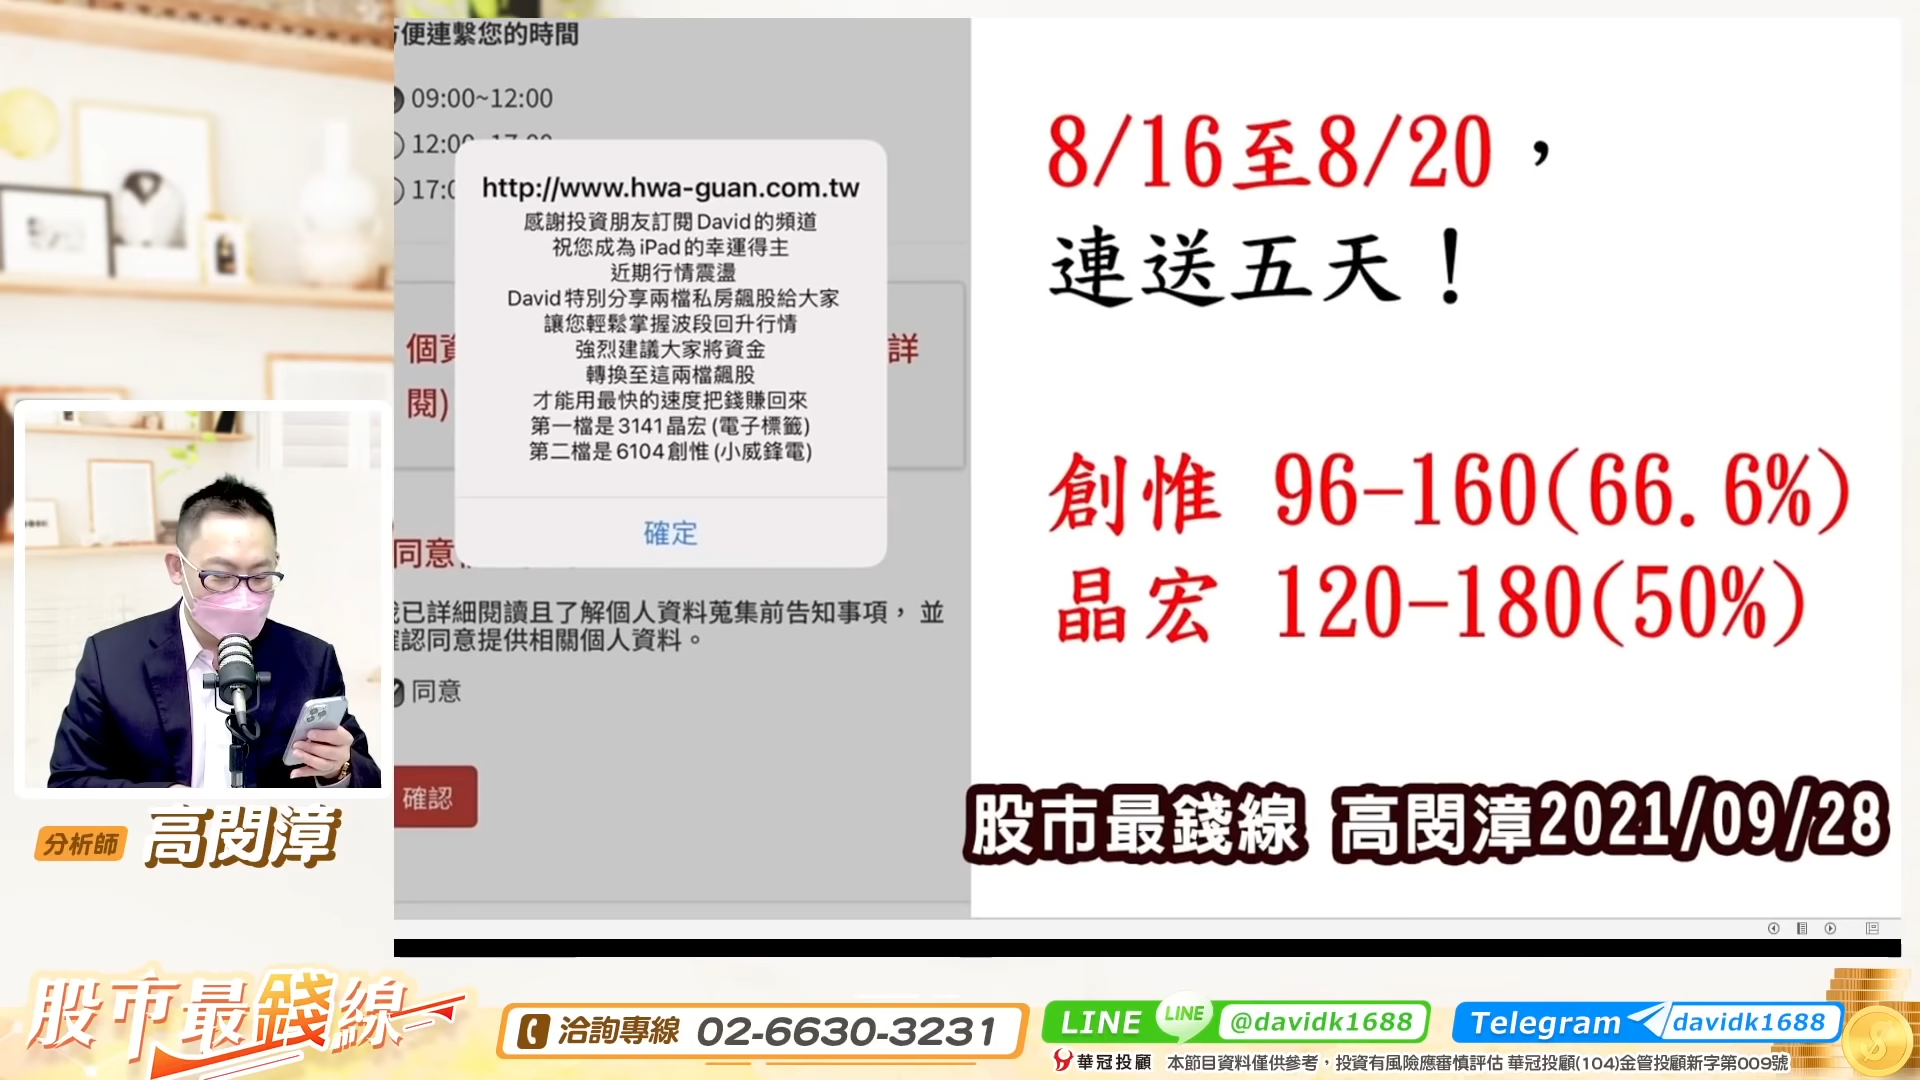 方便連繫您的時間
09:00~12:00
12:00~17:00
17:0
http://www.hwa-guan.com.tw
感謝投資朋友訂閱David的頻道
祝您成為iPad的幸運得主
近期行情震盪
David特別分享兩檔私房飆股給大家
讓您輕鬆掌握波段回升行情
強烈建議大家將資金
轉換至這兩檔飆股
才能用最快的速度把錢賺回來
第一檔是3141晶宏(電子標籤)
第二檔是6104創惟(小威鋒電)
確定
個資
詳
閱)
同意
我已詳細閱讀且了解個人資料蒐集前告知事項，並
確認同意提供相關個人資料。
同意
確認
8/16至8/20，
連送五天！
創惟 96-160(66.6%)
晶宏 120-180(50%)
股市最錢線 高閔漳2021/09/28
分析師 高閔漳
股市最錢線
洽詢專線 02-6630-3231
LINE LINE @davidk1688
Telegram davidk1688
華冠投顧 本節目資料僅供參考，投資有風險應審慎評估 華冠投顧(104)金管投顧新字第009號